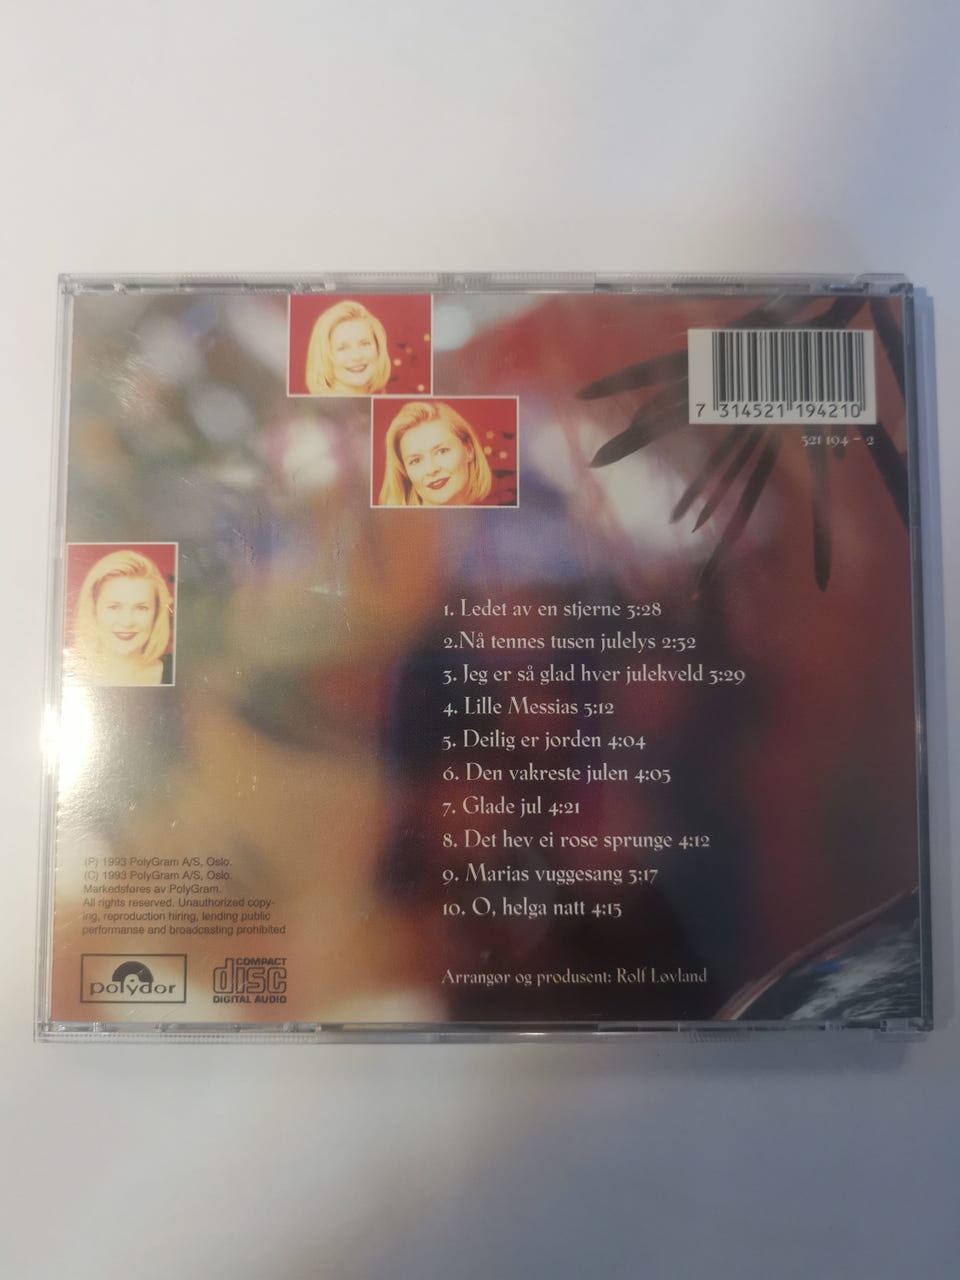 7 314521 194210
521 194 - 2
1. Ledet av en stjerne 3:28
2.Nå tennes tusen julelys 2:32
3. Jeg er så glad hver julekveld 3:29
4. Lille Messias 5:12
5. Deilig er jorden 4:04
6. Den vakreste julen 4:05
7. Glade jul 4:21
8. Det hev ei rose sprunge 4:12
9. Marias vuggesang 3:17
10. O, helga natt 4:15
Arrangør og produsent: Rolf Løvland
(P) 1993 PolyGram A/S, Oslo.
(C) 1993 PolyGram A/S, Oslo.
Markedsføres av PolyGram.
All rights reserved. Unauthorized copy-
ing, reproduction hiring, lending public
performanse and broadcasting prohibited
polydor
COMPACT
disc
DIGITAL AUDIO